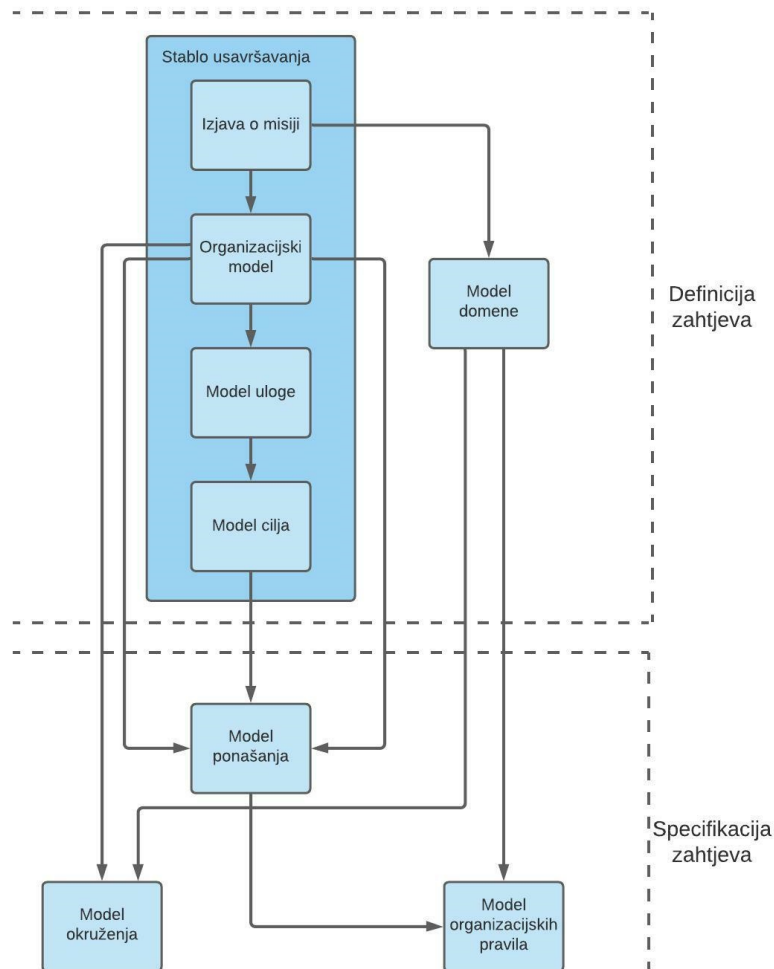 Stablo usavršavanja
Izjava o misiji
Organizacijski
model
Model
domene
Definicija
zahtjeva
Model uloge
Model cilja
Model
ponašanja
Specifikacija
zahtjeva
Model
okruženja
Model
organizacijskih
pravila